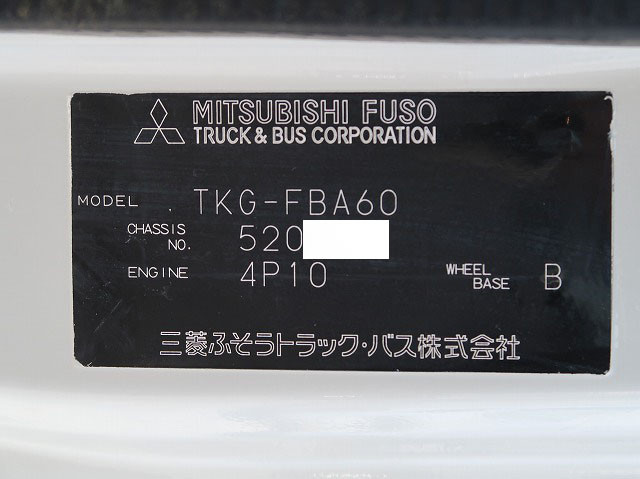 MITSUBISHI FUSO
TRUCK & BUS CORPORATION
MODEL TKG-FBA60
CHASSIS NO. 520
ENGINE 4P10 WHEEL BASE B
三菱ふそうトラック・バス株式会社